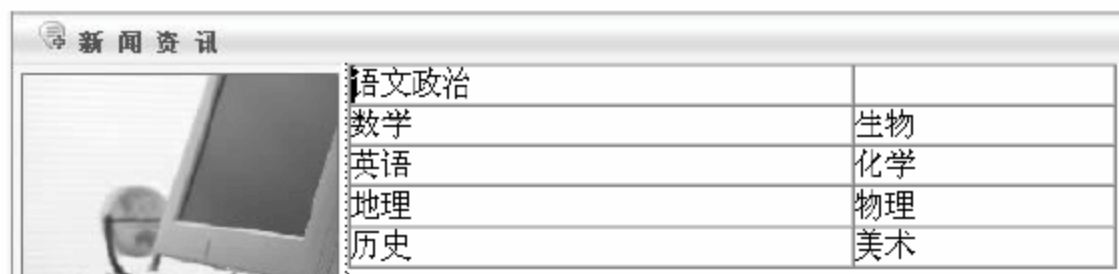 新闻资讯
语文政治
数学 生物
英语 化学
地理 物理
历史 美术